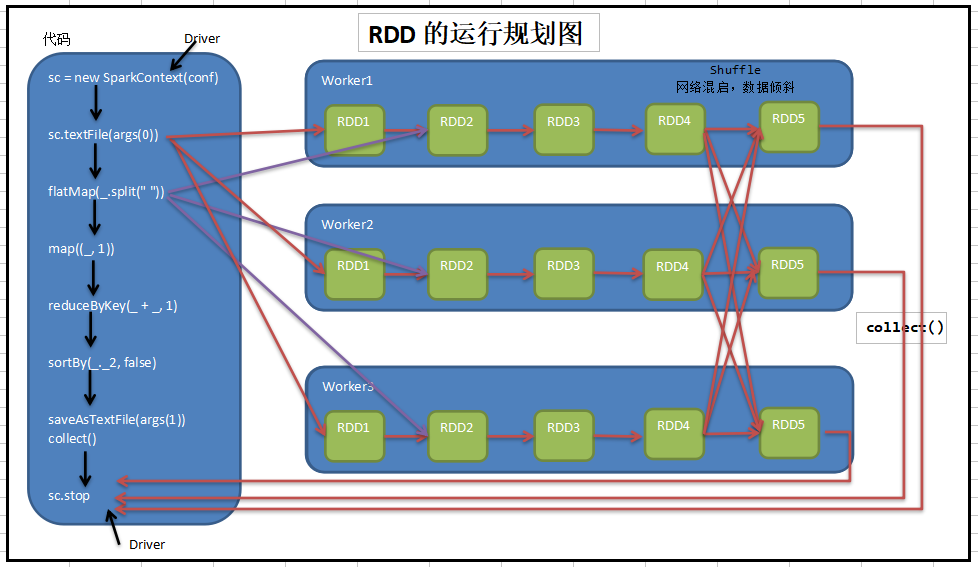 RDD 的运行规划图
代码
Driver
sc = new SparkContext(conf)
sc.textFile(args(0))
flatMap(_.split(" "))
map((_, 1))
reduceByKey(_ + _, 1)
sortBy(_._2, false)
saveAsTextFile(args(1))
collect()
sc.stop
Driver
Worker1
Shuffle
网络混启，数据倾斜
RDD1
RDD2
RDD3
RDD4
RDD5
Worker2
RDD1
RDD2
RDD3
RDD4
RDD5
collect()
Worker3
RDD1
RDD2
RDD3
RDD4
RDD5